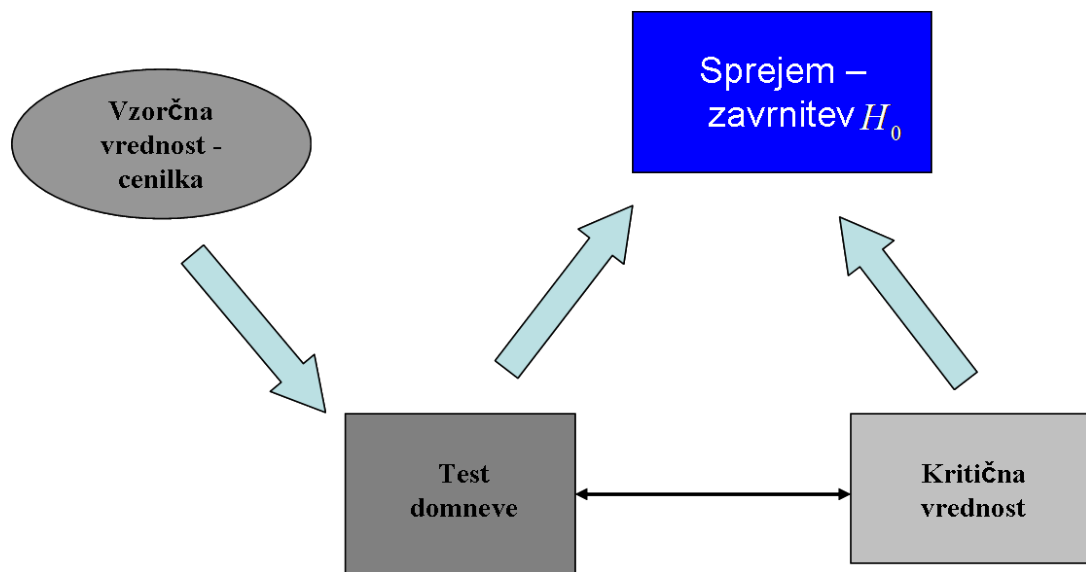 Vzorčna
vrednost -
cenilka
Sprejem –
zavrnitev H₀
Test
domneve
Kritična
vrednost